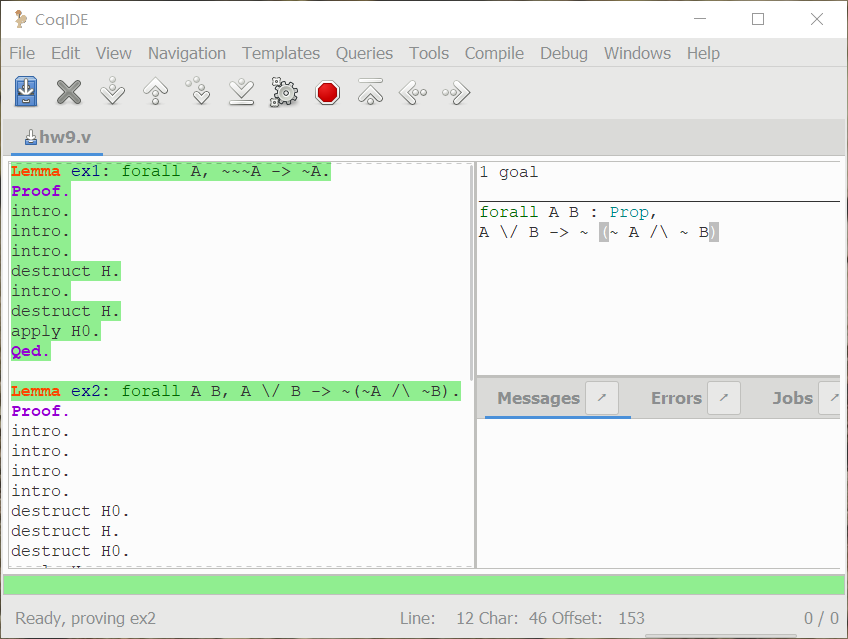 CoqIDE
File Edit View Navigation Templates Queries Tools Compile Debug Windows Help
hw9.v
Lemma ex1: forall A, ~~~A -> ~A.
Proof.
intro.
intro.
intro.
destruct H.
intro.
destruct H.
apply H0.
Qed.
Lemma ex2: forall A B, A \/ B -> ~(~A /\ ~B).
Proof.
intro.
intro.
intro.
intro.
destruct H0.
destruct H.
destruct H0.
1 goal
forall A B : Prop,
A \/ B -> ~ (~ A /\ ~ B)
Messages Errors Jobs
Ready, proving ex2
Line: 12 Char: 46 Offset: 153
0 / 0